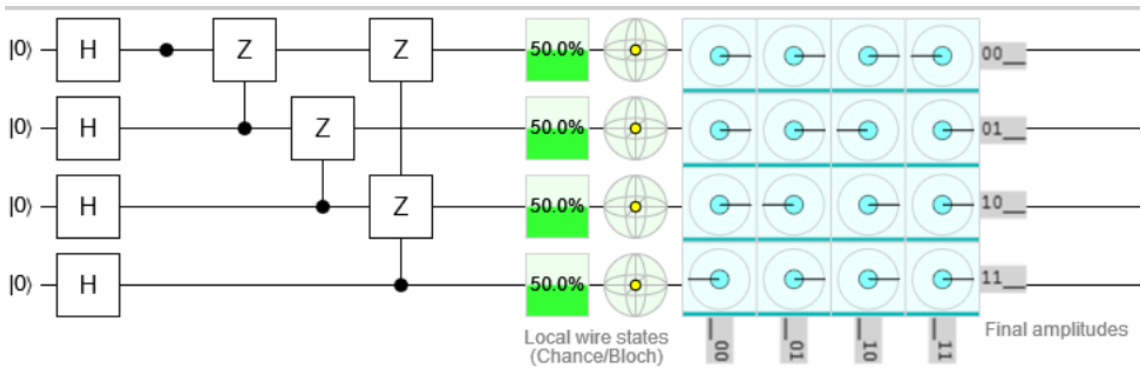 |0⟩ H Z Z 50.0% 00__
|0⟩ H Z 50.0% 01__
|0⟩ H Z 50.0% 10__
|0⟩ H 50.0% 11__
Local wire states
(Chance/Bloch)
__00 __01 __10 __11
Final amplitudes